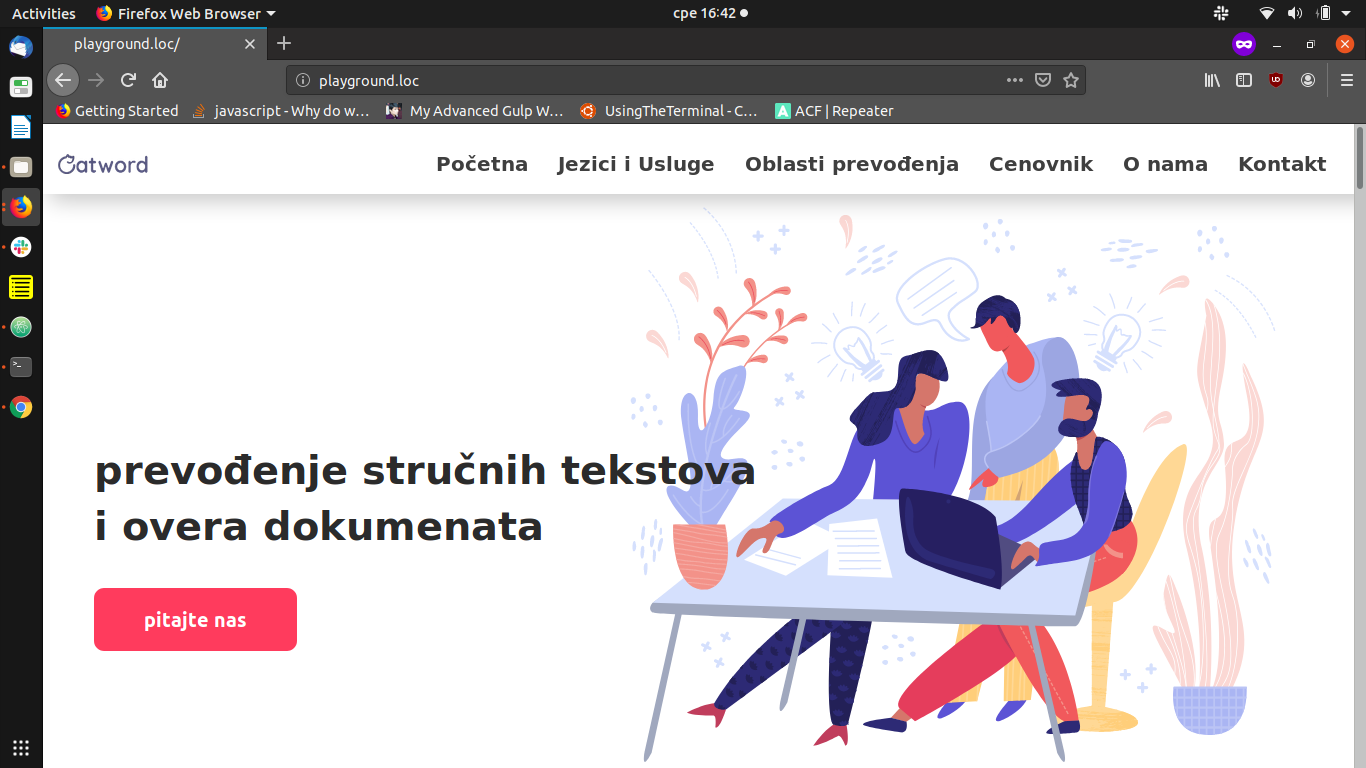 Activities Firefox Web Browser сре 16:42
playground.loc/
playground.loc
Getting Started javascript - Why do w… My Advanced Gulp W… UsingTheTerminal - C… ACF | Repeater
Catword Početna Jezici i Usluge Oblasti prevođenja Cenovnik O nama Kontakt
prevođenje stručnih tekstova
i overa dokumenata
pitajte nas